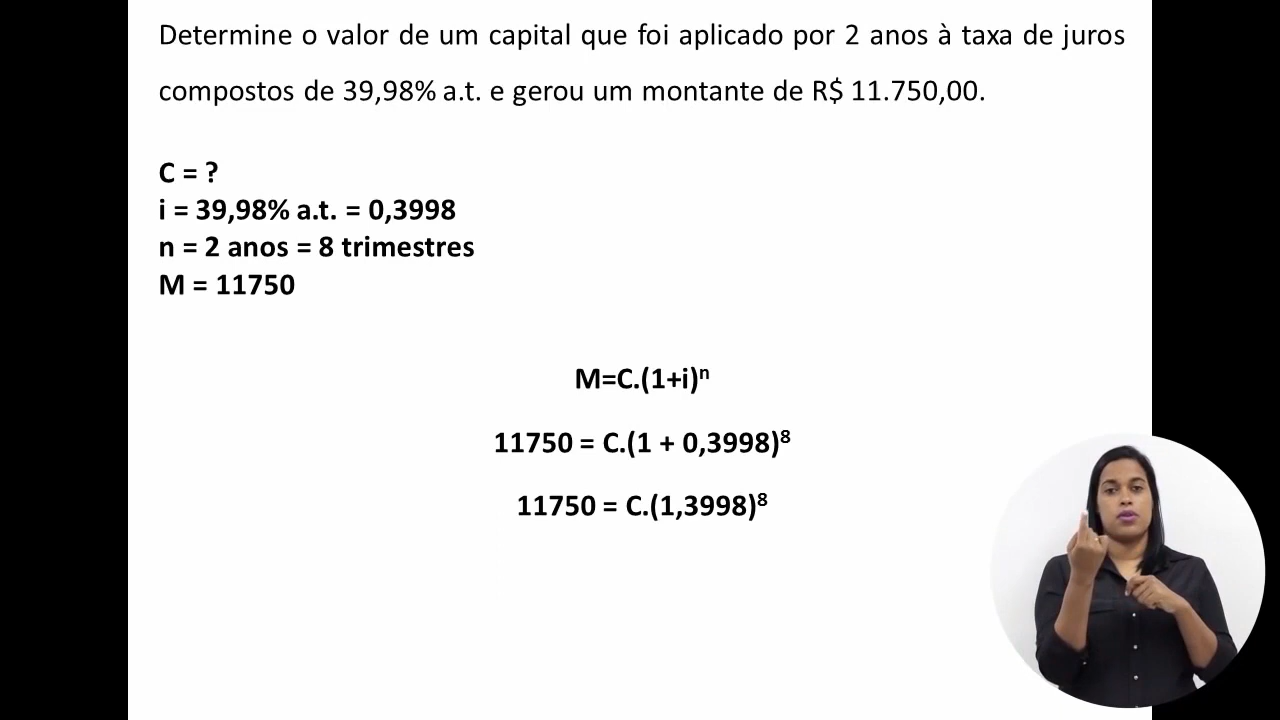 Determine o valor de um capital que foi aplicado por 2 anos à taxa de juros
compostos de 39,98% a.t. e gerou um montante de R$ 11.750,00.
C = ?
i = 39,98% a.t. = 0,3998
n = 2 anos = 8 trimestres
M = 11750
M=C.(1+i)ⁿ
11750 = C.(1 + 0,3998)⁸
11750 = C.(1,3998)⁸